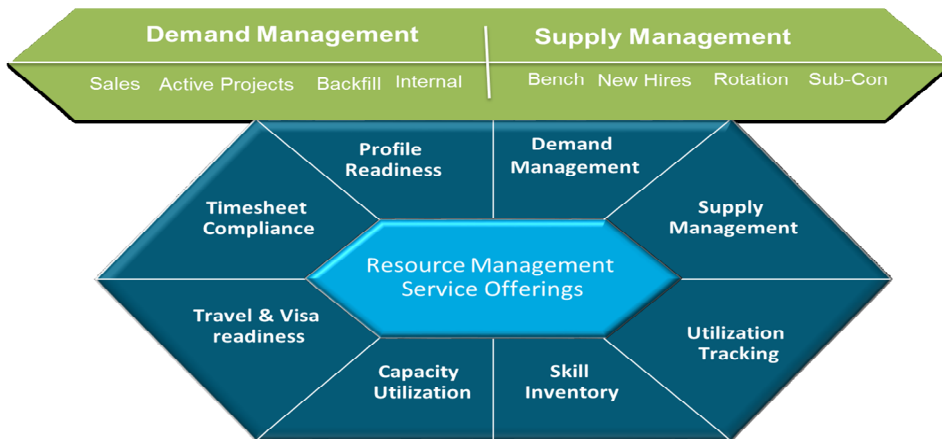 Demand Management
Supply Management
Sales Active Projects Backfill Internal
Bench New Hires Rotation Sub-Con
Profile
Readiness
Demand
Management
Timesheet
Compliance
Supply
Management
Resource Management
Service Offerings
Travel & Visa
readiness
Utilization
Tracking
Capacity
Utilization
Skill
Inventory